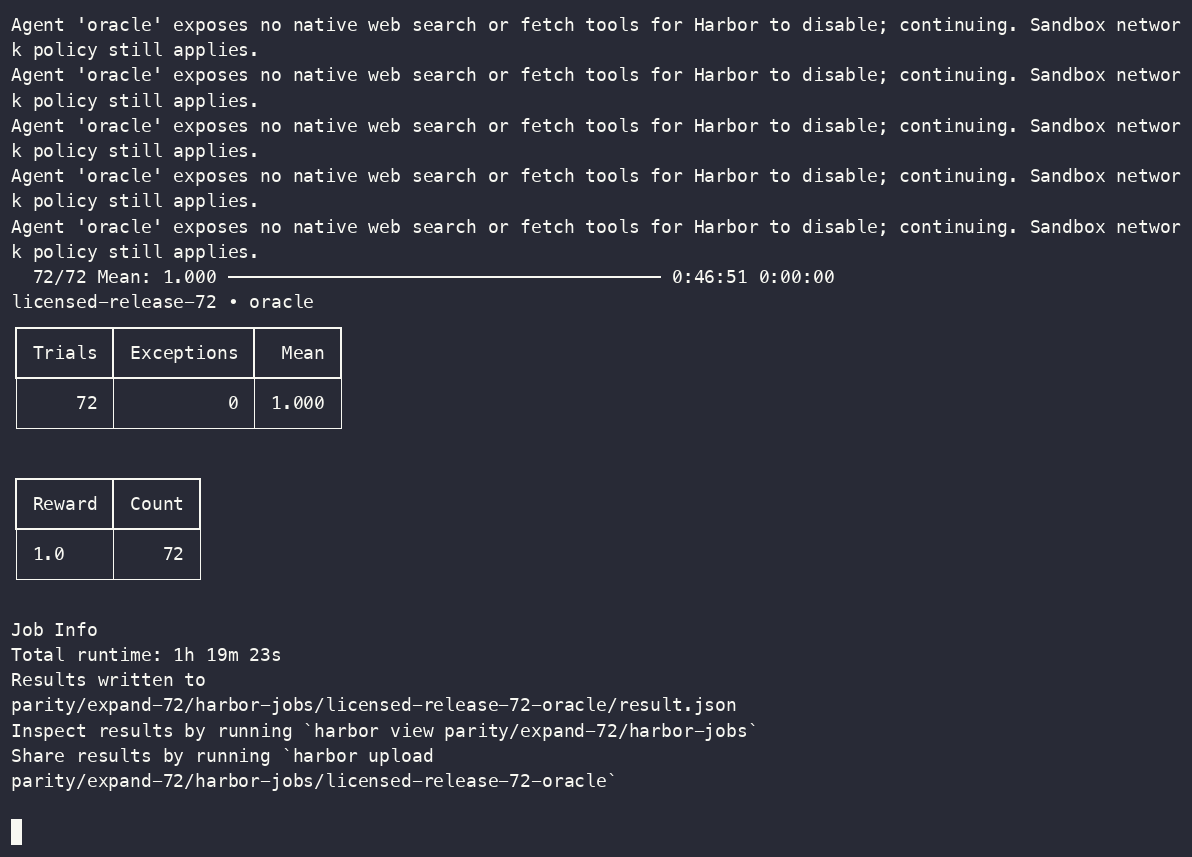 Agent 'oracle' exposes no native web search or fetch tools for Harbor to disable; continuing. Sandbox networ
k policy still applies.
Agent 'oracle' exposes no native web search or fetch tools for Harbor to disable; continuing. Sandbox networ
k policy still applies.
Agent 'oracle' exposes no native web search or fetch tools for Harbor to disable; continuing. Sandbox networ
k policy still applies.
Agent 'oracle' exposes no native web search or fetch tools for Harbor to disable; continuing. Sandbox networ
k policy still applies.
Agent 'oracle' exposes no native web search or fetch tools for Harbor to disable; continuing. Sandbox networ
k policy still applies.
72/72 Mean: 1.000 ━━━━━━━━━━━━━━━━━━━━━━━━━━━━━━━━━━━━━━━━ 0:46:51 0:00:00
licensed-release-72 • oracle
Trials Exceptions Mean
72 0 1.000
Reward Count
1.0 72
Job Info
Total runtime: 1h 19m 23s
Results written to
parity/expand-72/harbor-jobs/licensed-release-72-oracle/result.json
Inspect results by running `harbor view parity/expand-72/harbor-jobs`
Share results by running `harbor upload
parity/expand-72/harbor-jobs/licensed-release-72-oracle`